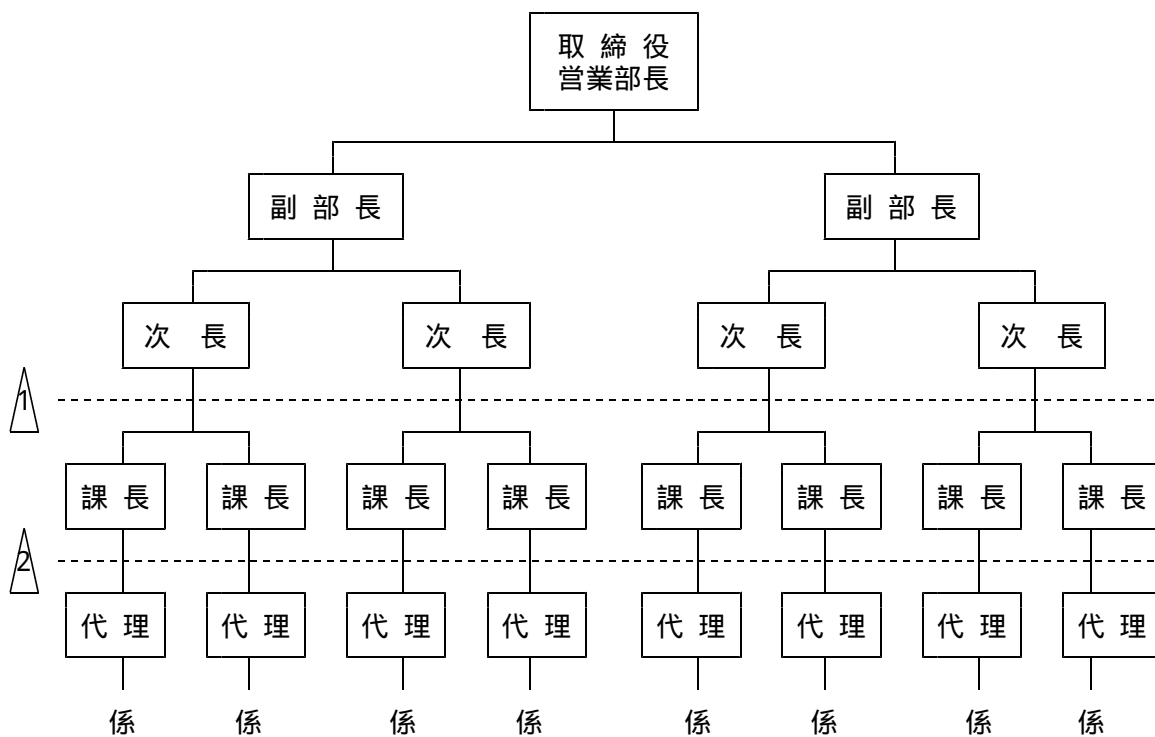 取 締 役
営業部長
副 部 長 副 部 長
次 長 次 長 次 長 次 長
1
課 長 課 長 課 長 課 長 課 長 課 長 課 長 課 長
2
代 理 代 理 代 理 代 理 代 理 代 理 代 理 代 理
係 係 係 係 係 係 係 係